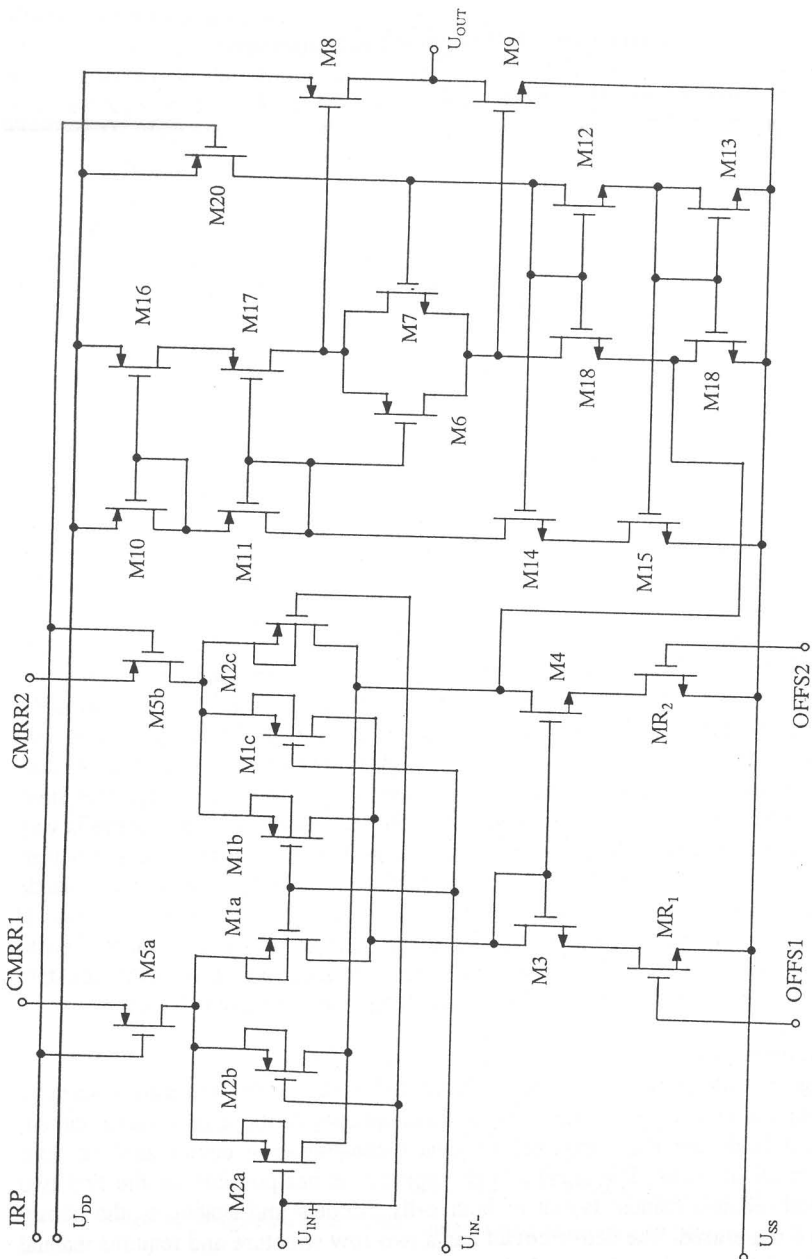 IRP
U_DD
CMRR1
CMRR2
M5a
M5b
M10
M16
M20
M8
M11
M17
U_OUT
M2a
M2b
M1a
M1b
M1c
M2c
M6
M7
M9
U_IN+
U_IN-
M3
M4
M14
M18
M12
M15
M18
M13
MR_1
MR_2
U_SS
OFFS1
OFFS2